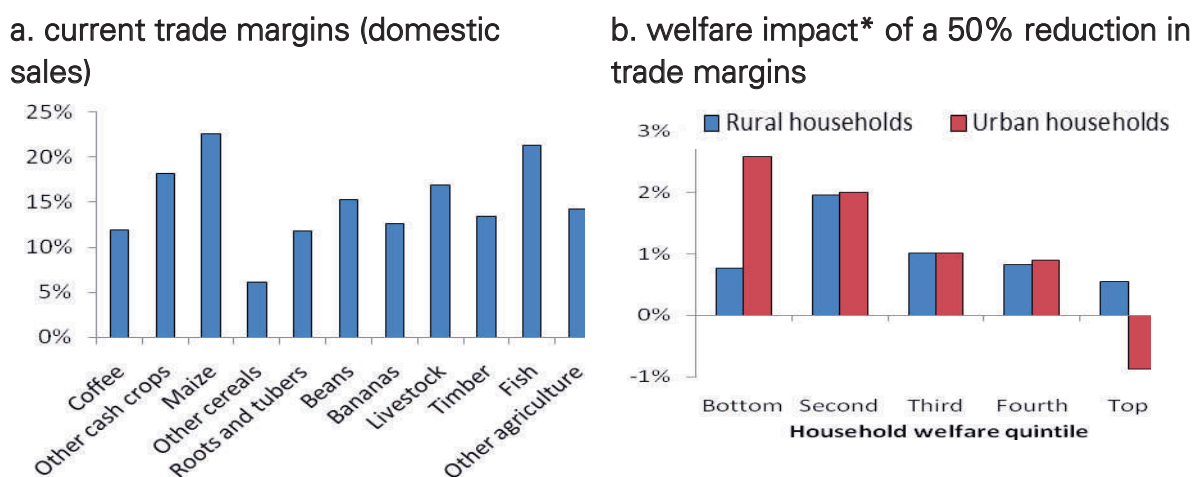 a. current trade margins (domestic
sales)
25%
20%
15%
10%
5%
0%
Coffee
Other cash crops
Maize
Other cereals
Roots and tubers
Beans
Bananas
Livestock
Timber
Fish
Other agriculture
b. welfare impact* of a 50% reduction in
trade margins
Rural households Urban households
3%
2%
1%
0%
-1%
Bottom Second Third Fourth Top
Household welfare quintile